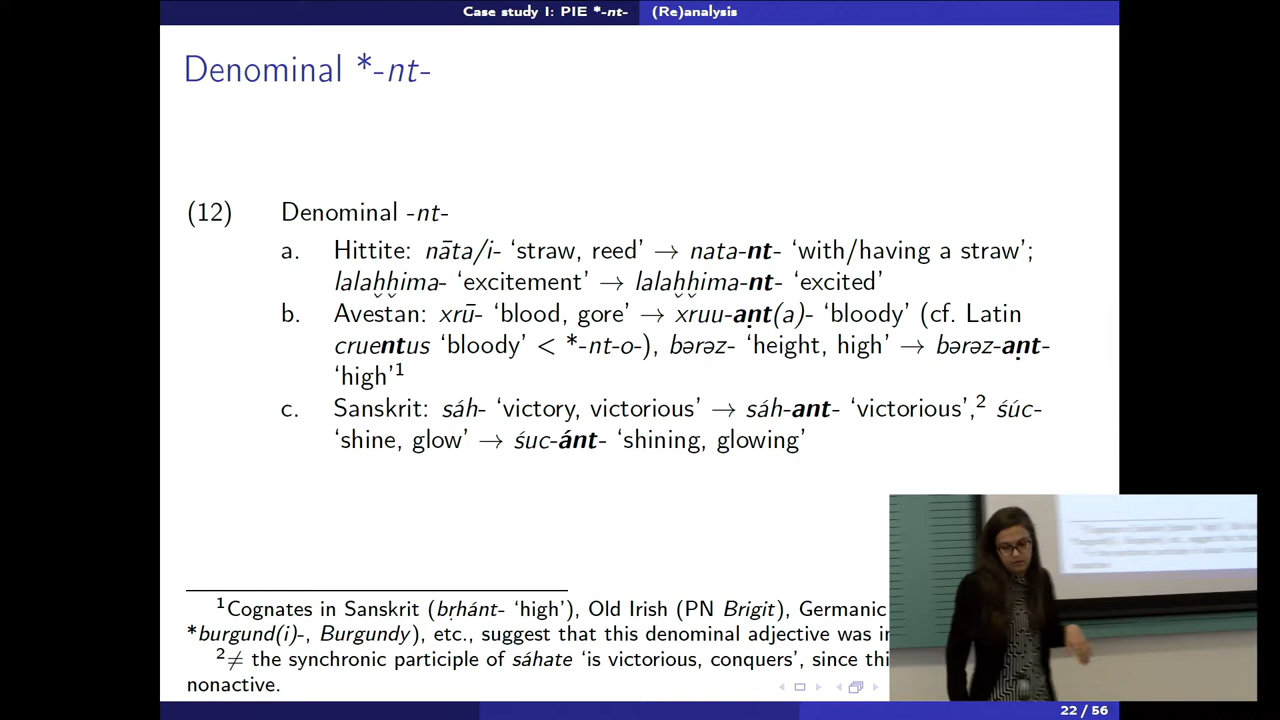 Case study I: PIE *-nt- (Re)analysis
Denominal *-nt-
(12) Denominal -nt-
a. Hittite: nāta/i- ‘straw, reed’ → nata-nt- ‘with/having a straw’;
lalaḫḫima- ‘excitement’ → lalaḫḫima-nt- ‘excited’
b. Avestan: xrū- ‘blood, gore’ → xruu-aṇt(a)- ‘bloody’ (cf. Latin
cruentus ‘bloody’ < *-nt-o-), bərəz- ‘height, high’ → bərəz-aṇt-
‘high’¹
c. Sanskrit: sáh- ‘victory, victorious’ → sáh-ant- ‘victorious’,² śúc-
‘shine, glow’ → śuc-ánt- ‘shining, glowing’
¹Cognates in Sanskrit (bṛhánt- ‘high’), Old Irish (PN Brigit), Germanic
*burgund(i)-, Burgundy), etc., suggest that this denominal adjective was
²≠ the synchronic participle of sáhate ‘is victorious, conquers’, since
nonactive.
22 / 56